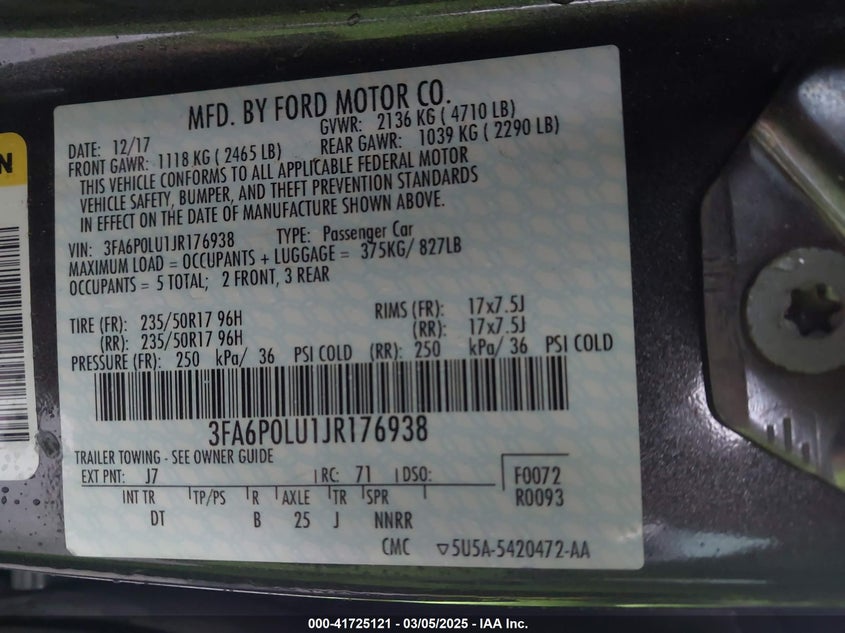 MFD. BY FORD MOTOR CO.
DATE: 12/17 GVWR: 2136 KG ( 4710 LB)
FRONT GAWR: 1118 KG ( 2465 LB) REAR GAWR: 1039 KG ( 2290 LB)
THIS VEHICLE CONFORMS TO ALL APPLICABLE FEDERAL MOTOR
VEHICLE SAFETY, BUMPER, AND THEFT PREVENTION STANDARDS
IN EFFECT ON THE DATE OF MANUFACTURE SHOWN ABOVE.
VIN: 3FA6P0LU1JR176938 TYPE: Passenger Car
MAXIMUM LOAD = OCCUPANTS + LUGGAGE = 375KG/ 827LB
OCCUPANTS = 5 TOTAL; 2 FRONT, 3 REAR
TIRE (FR): 235/50R17 96H RIMS (FR): 17x7.5J
(RR): 235/50R17 96H (RR): 17x7.5J
PRESSURE (FR): 250 kPa/ 36 PSI COLD (RR): 250 kPa/ 36 PSI COLD
3FA6P0LU1JR176938
TRAILER TOWING - SEE OWNER GUIDE
EXT PNT: J7 RC: 71 DSO: F0072
INT TR TP/PS R AXLE TR SPR R0093
DT B 25 J NNRR
CMC ▽5U5A-5420472-AA
N
000-41725121 - 03/05/2025 - IAA Inc.